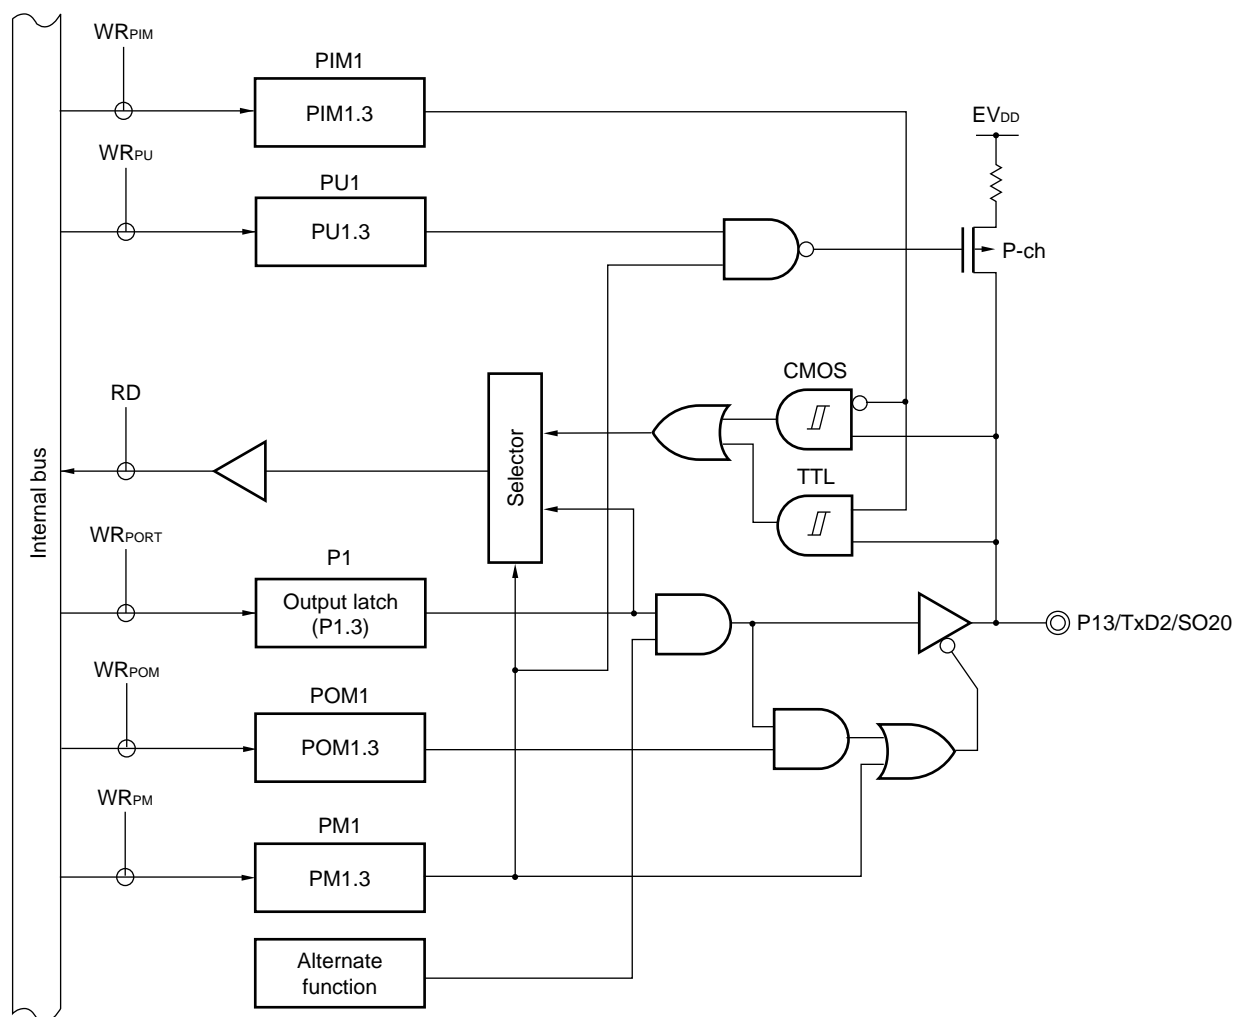 WRPIM
PIM1
PIM1.3
EVDD
WRPU
PU1
PU1.3
P-ch
CMOS
RD
Selector
TTL
Internal bus
WRPORT
P1
Output latch
(P1.3)
P13/TxD2/SO20
WRPOM
POM1
POM1.3
WRPM
PM1
PM1.3
Alternate
function